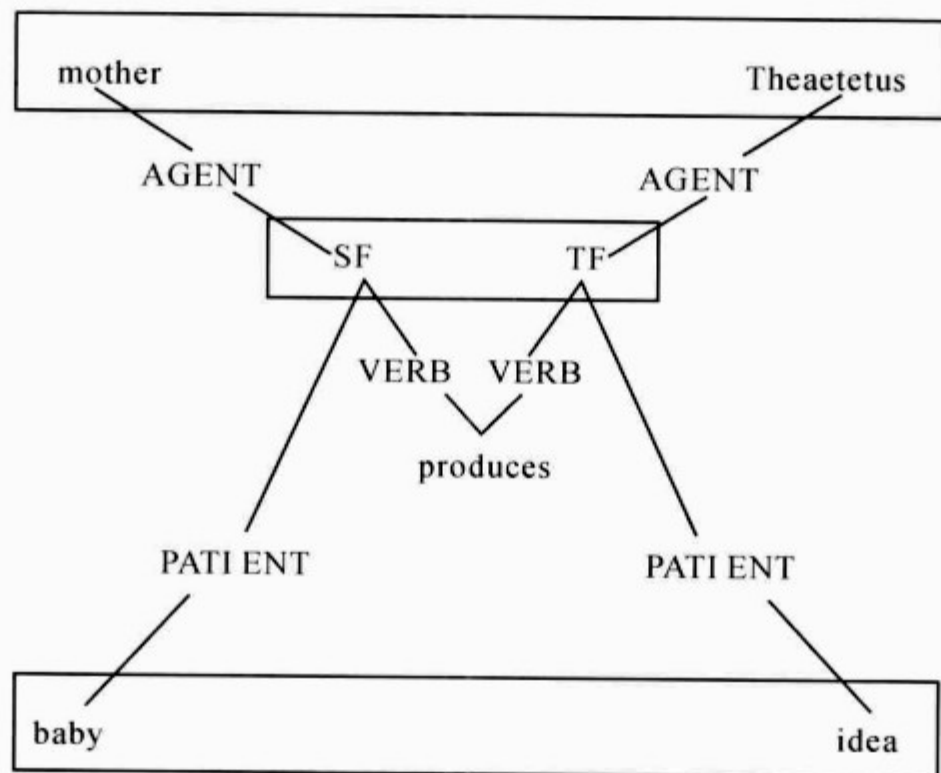 mother Theaetetus
AGENT AGENT
SF TF
VERB VERB
produces
PATI ENT PATI ENT
baby idea